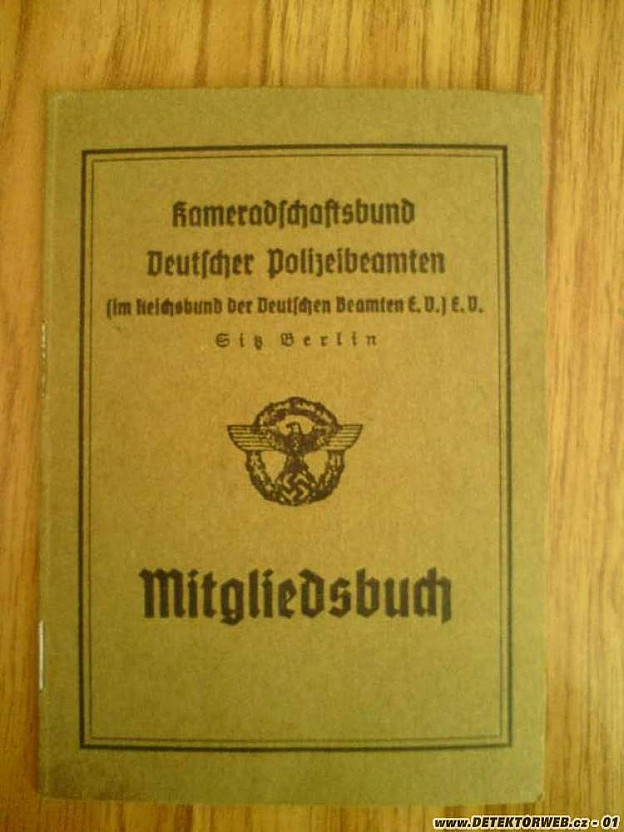 Kameradschaftsbund
Deutscher Polizeibeamten
(im Reichsbund der Deutschen Beamten E. V.) E. V.
Sitz Berlin
Mitgliedsbuch
www.DETEKTORWEB.cz - 01